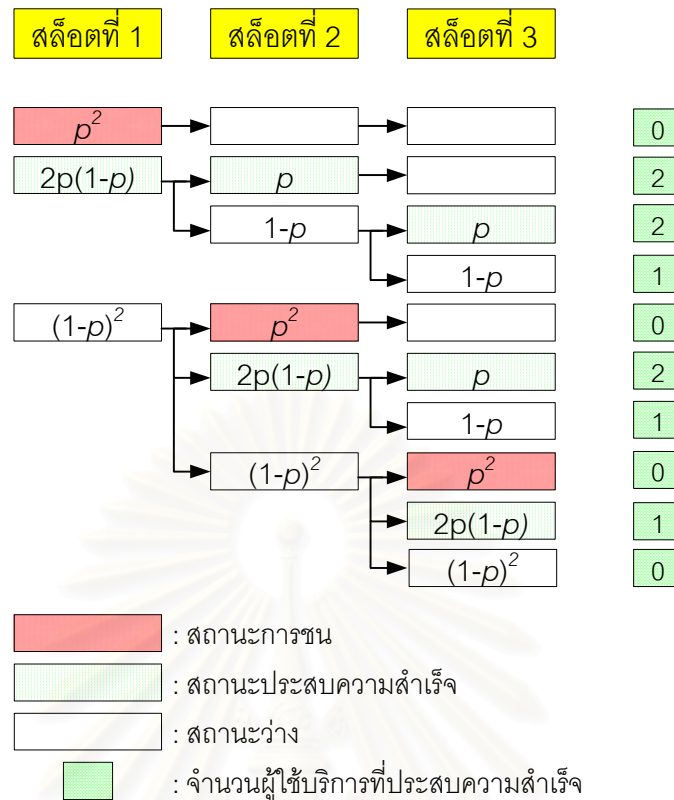 สล็อตที่ 1 สล็อตที่ 2 สล็อตที่ 3
p² 0
2p(1-p) p 2
1-p p 2
1-p 1
(1-p)² p² 0
2p(1-p) p 2
1-p 1
(1-p)² p² 0
2p(1-p) 1
(1-p)² 0
: สถานะการชน
: สถานะประสบความสำเร็จ
: สถานะว่าง
: จำนวนผู้ใช้บริการที่ประสบความสำเร็จ